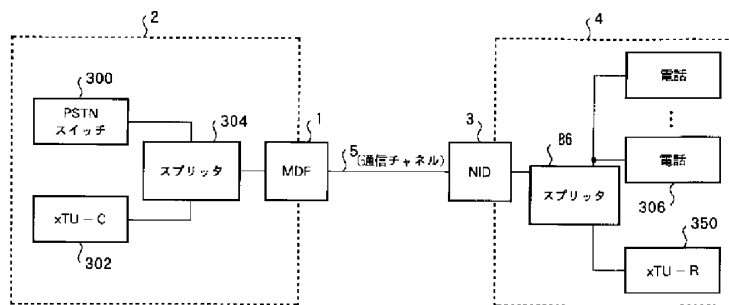 2
4
300
PSTN
スイッチ
304
スプリッタ
1
MDF
5(通信チャネル)
3
NID
86
スプリッタ
電話
⋮
電話
306
350
xTU-R
xTU-C
302